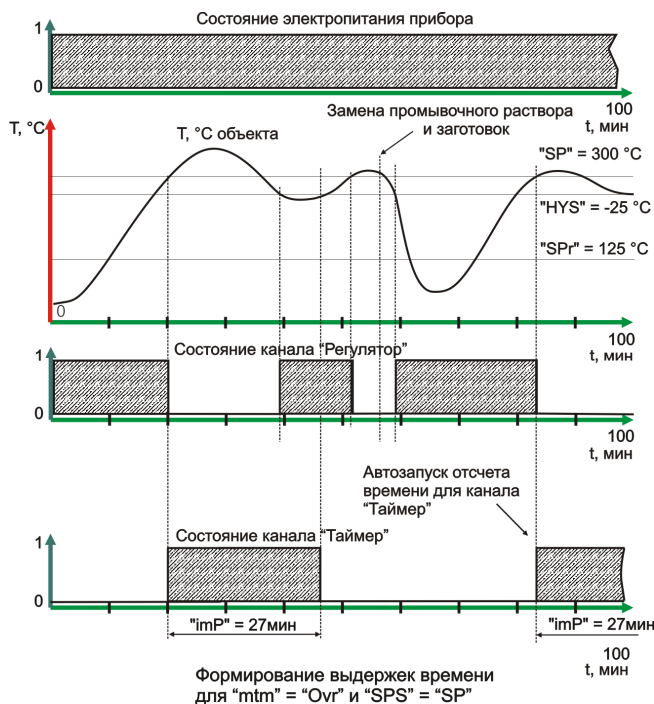 Состояние электропитания прибора
1
0
100
t, мин
Замена промывочного раствора
и заготовок
T, °C
T, °C объекта
"SP" = 300 °C
"HYS" = -25 °C
"SPr" = 125 °C
0
100
t, мин
Состояние канала “Регулятор”
1
0
100
t, мин
Автозапуск отсчета
времени для канала
“Таймер”
Состояние канала “Таймер”
1
0
"imP" = 27мин
"imP" = 27мин
100
t, мин
Формирование выдержек времени
для “mtm” = “Ovr” и “SPS” = “SP”